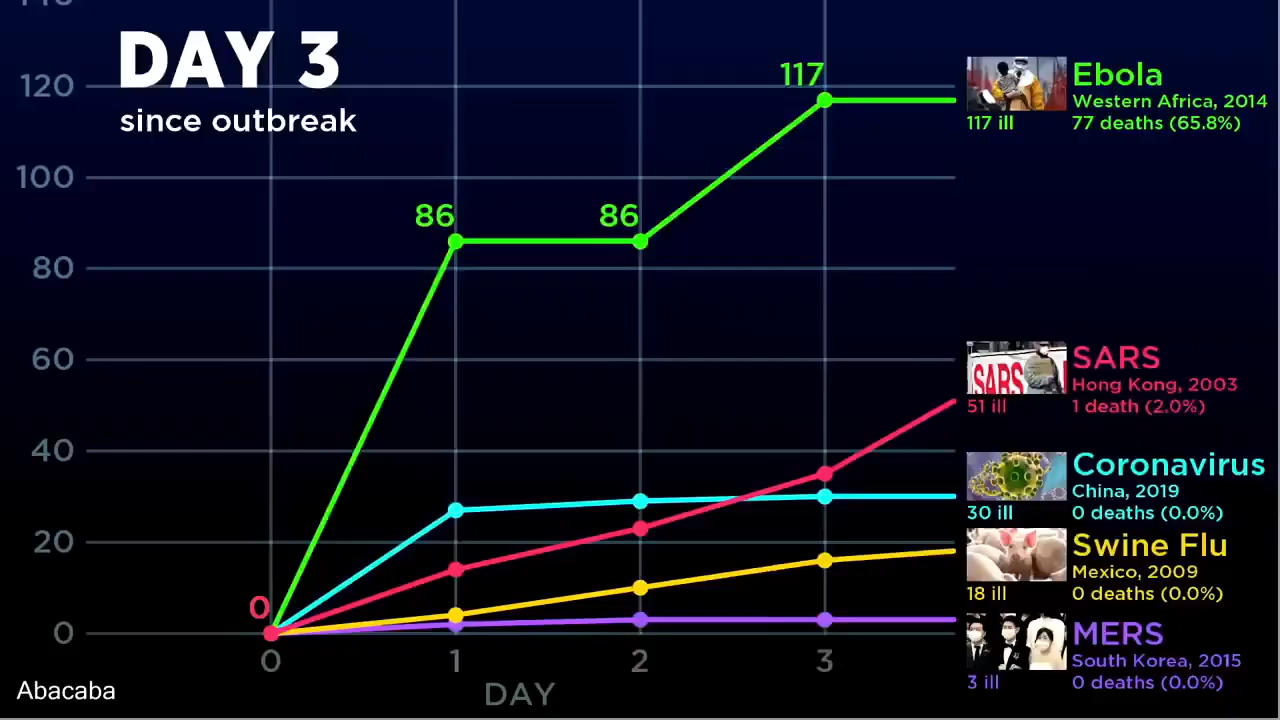 DAY 3
since outbreak
120
100
80
60
40
20
0
0
1
2
3
DAY
0
86
86
117
Ebola
Western Africa, 2014
117 ill
77 deaths (65.8%)
SARS
SARS
Hong Kong, 2003
51 ill
1 death (2.0%)
Coronavirus
China, 2019
30 ill
0 deaths (0.0%)
Swine Flu
Mexico, 2009
18 ill
0 deaths (0.0%)
MERS
South Korea, 2015
3 ill
0 deaths (0.0%)
Abacaba